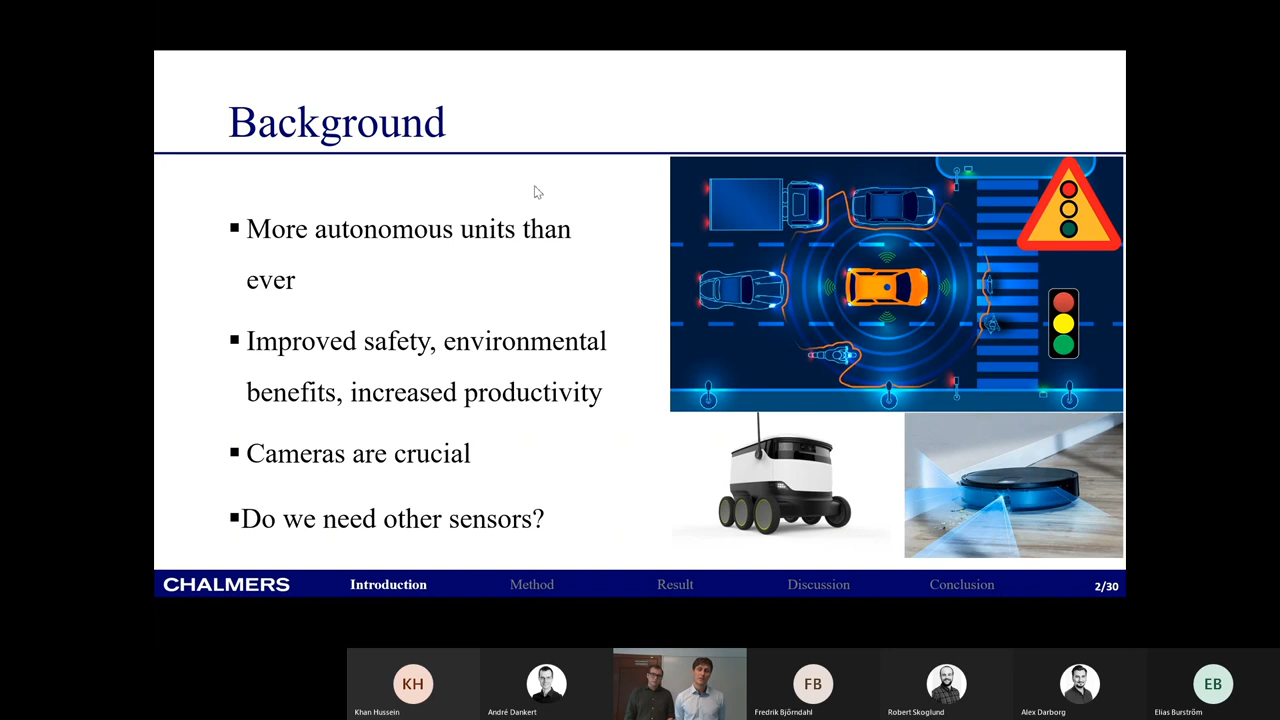 Background
▪ More autonomous units than
ever
▪ Improved safety, environmental
benefits, increased productivity
▪ Cameras are crucial
▪Do we need other sensors?
CHALMERS Introduction Method Result Discussion Conclusion 2/30
KH FB EB
Khan Hussein André Dankert Fredrik Björndahl Robert Skoglund Alex Darborg Elias Burström